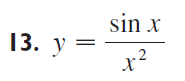 13. y = sin x / x²